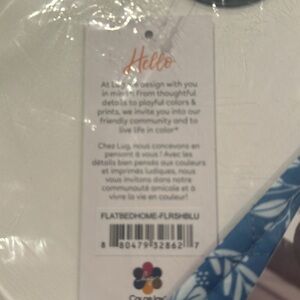 Hello
At Lug we design with you
in mind! From thoughtful
details to playful colors &
prints, we invite you into our
friendly community and to
live life in color®
Chez Lug, nous concevons en
pensant à vous ! Avec les
détails bien pensés aux couleurs
et imprimés ludiques, nous
vous invitons dans notre
communauté amicale et à
vivre la vie en couleur.
FLATBEDHOME-FLRSHBLU
8 80479 32862 7